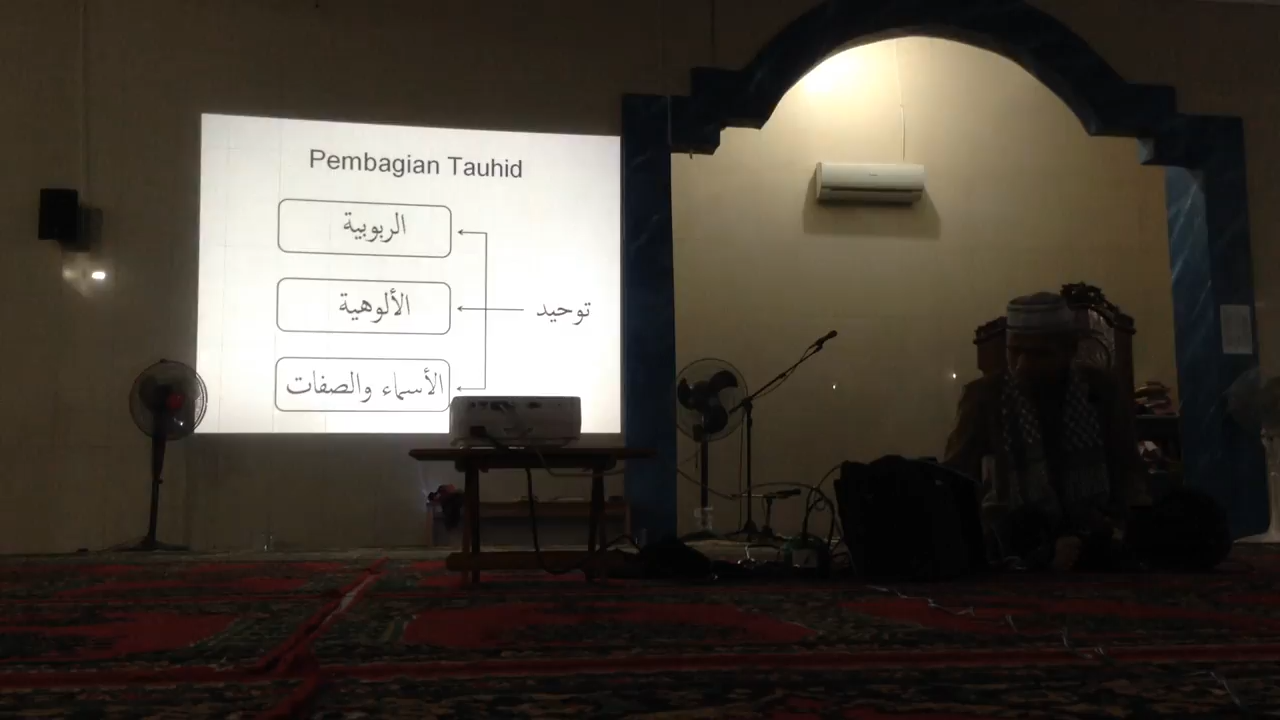 Pembagian Tauhid
الربوبية
الألوهية
توحيد
الأسماء والصفات